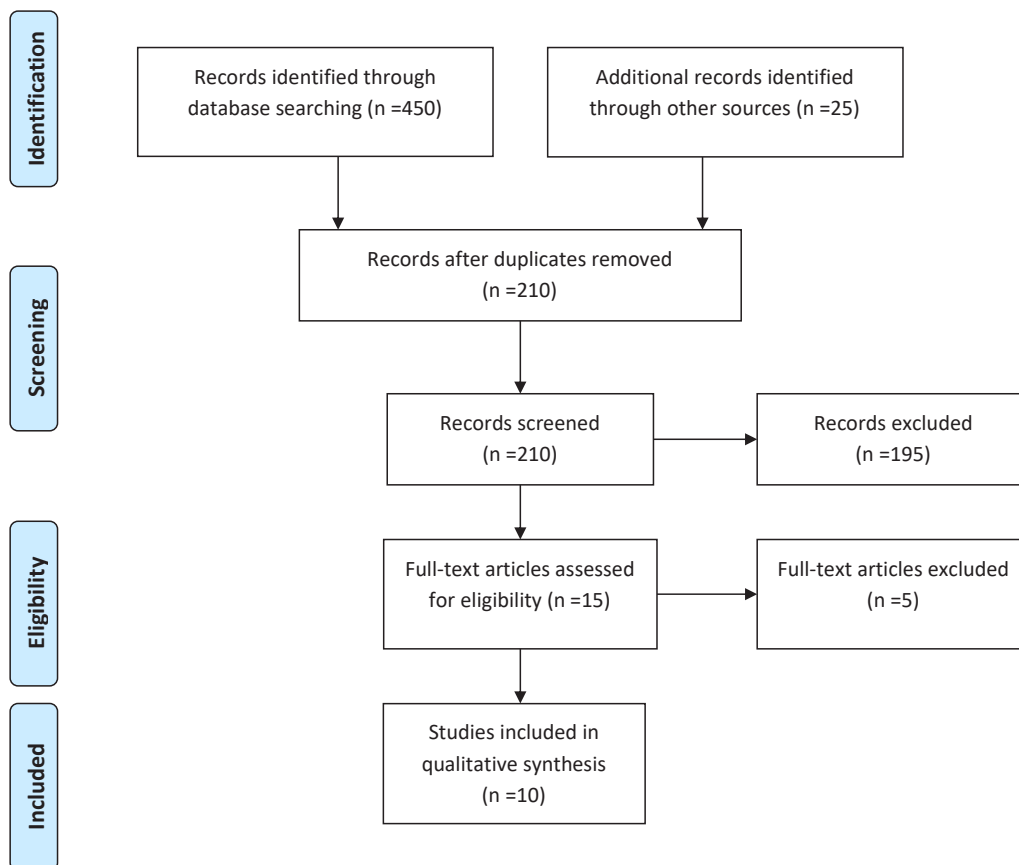 Identification
Records identified through
database searching (n =450)
Additional records identified
through other sources (n =25)
Screening
Records after duplicates removed
(n =210)
Records screened
(n =210)
Records excluded
(n =195)
Eligibility
Full-text articles assessed
for eligibility (n =15)
Full-text articles excluded
(n =5)
Included
Studies included in
qualitative synthesis
(n =10)